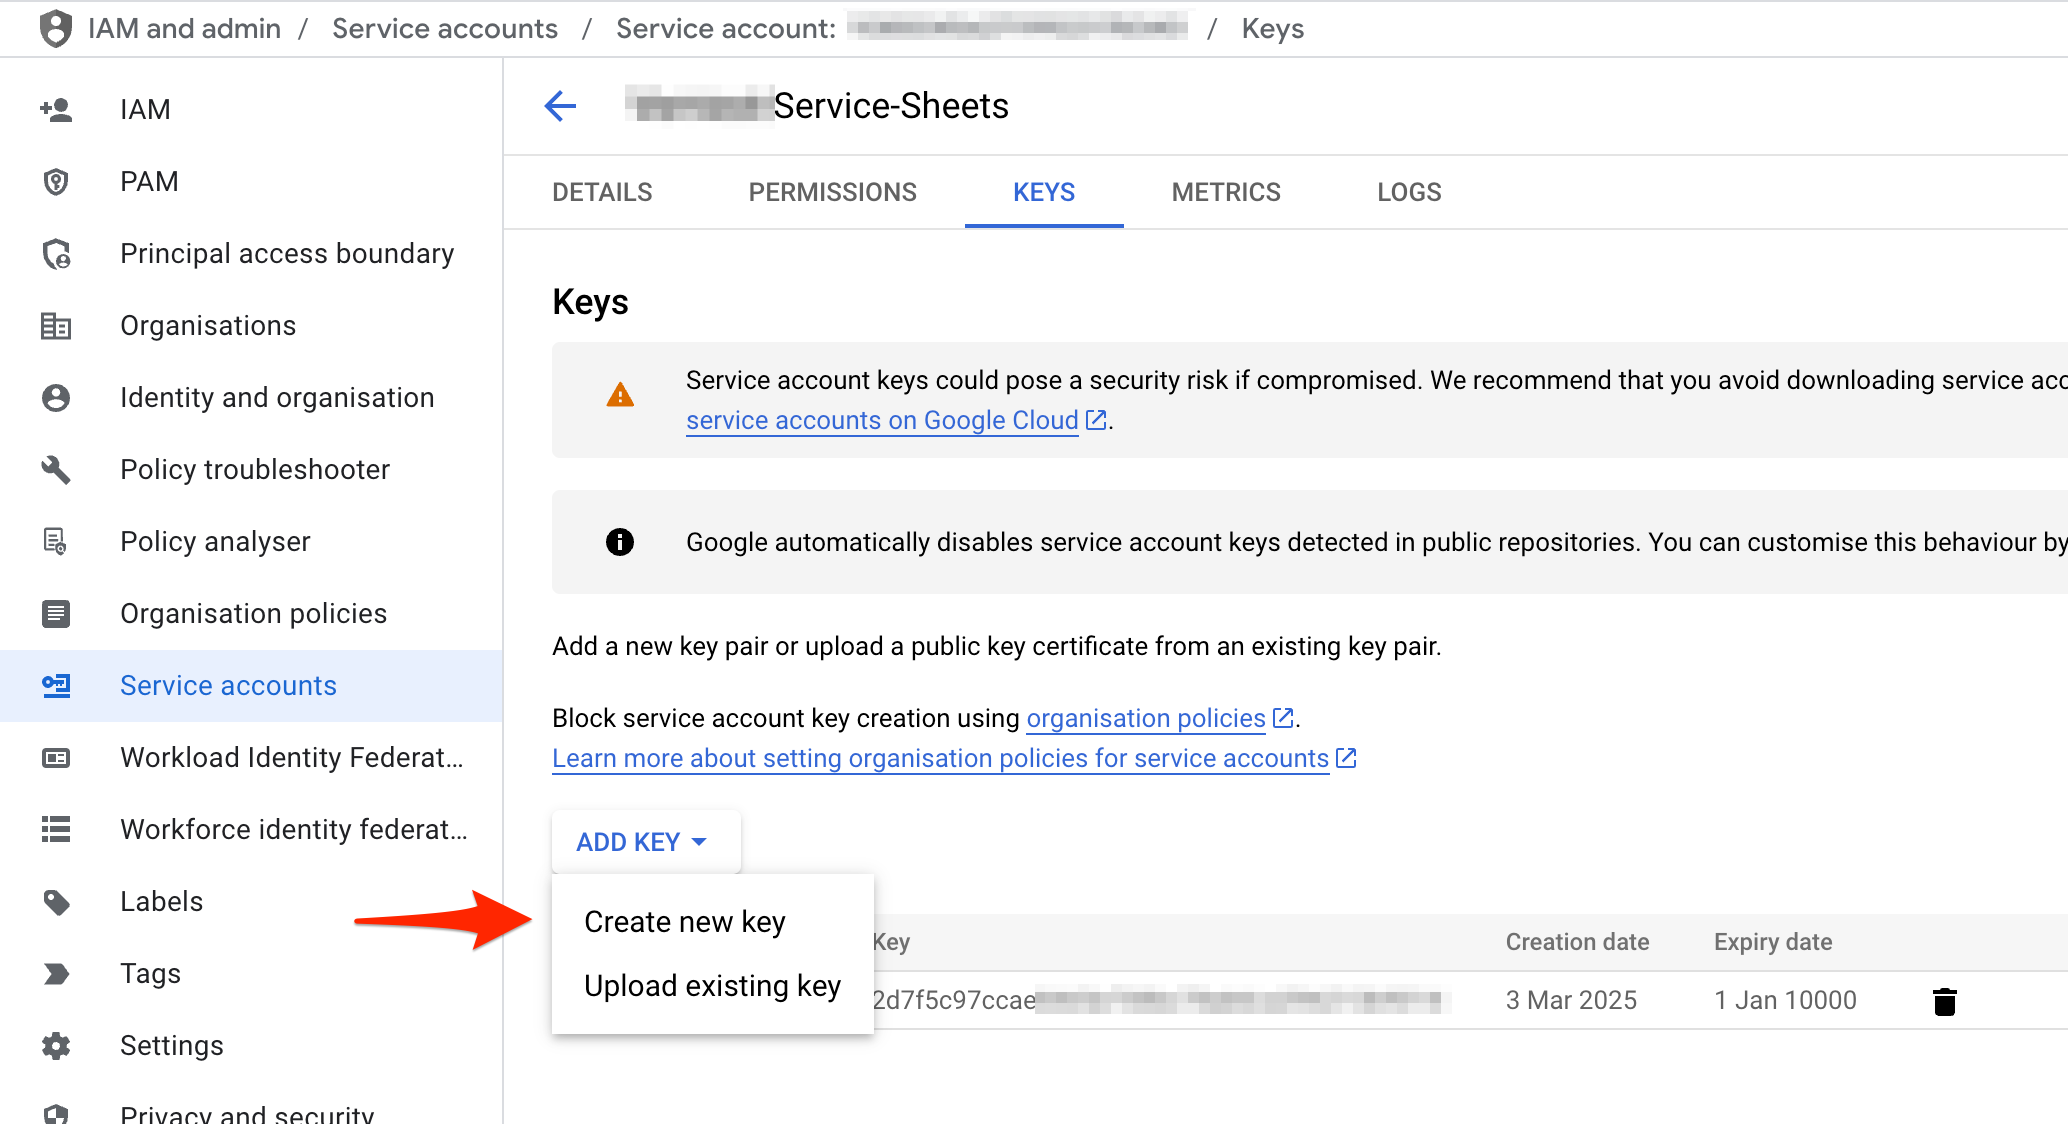 IAM and admin / Service accounts / Service account: / Keys
IAM
PAM
Principal access boundary
Organisations
Identity and organisation
Policy troubleshooter
Policy analyser
Organisation policies
Service accounts
Workload Identity Federat...
Workforce identity federat...
Labels
Tags
Settings
Privacy and security
Service-Sheets
DETAILS PERMISSIONS KEYS METRICS LOGS
Keys
Service account keys could pose a security risk if compromised. We recommend that you avoid downloading service acc
service accounts on Google Cloud.
Google automatically disables service account keys detected in public repositories. You can customise this behaviour by
Add a new key pair or upload a public key certificate from an existing key pair.
Block service account key creation using organisation policies.
Learn more about setting organisation policies for service accounts
ADD KEY
Create new key
Upload existing key
Key Creation date Expiry date
2d7f5c97ccae 3 Mar 2025 1 Jan 10000